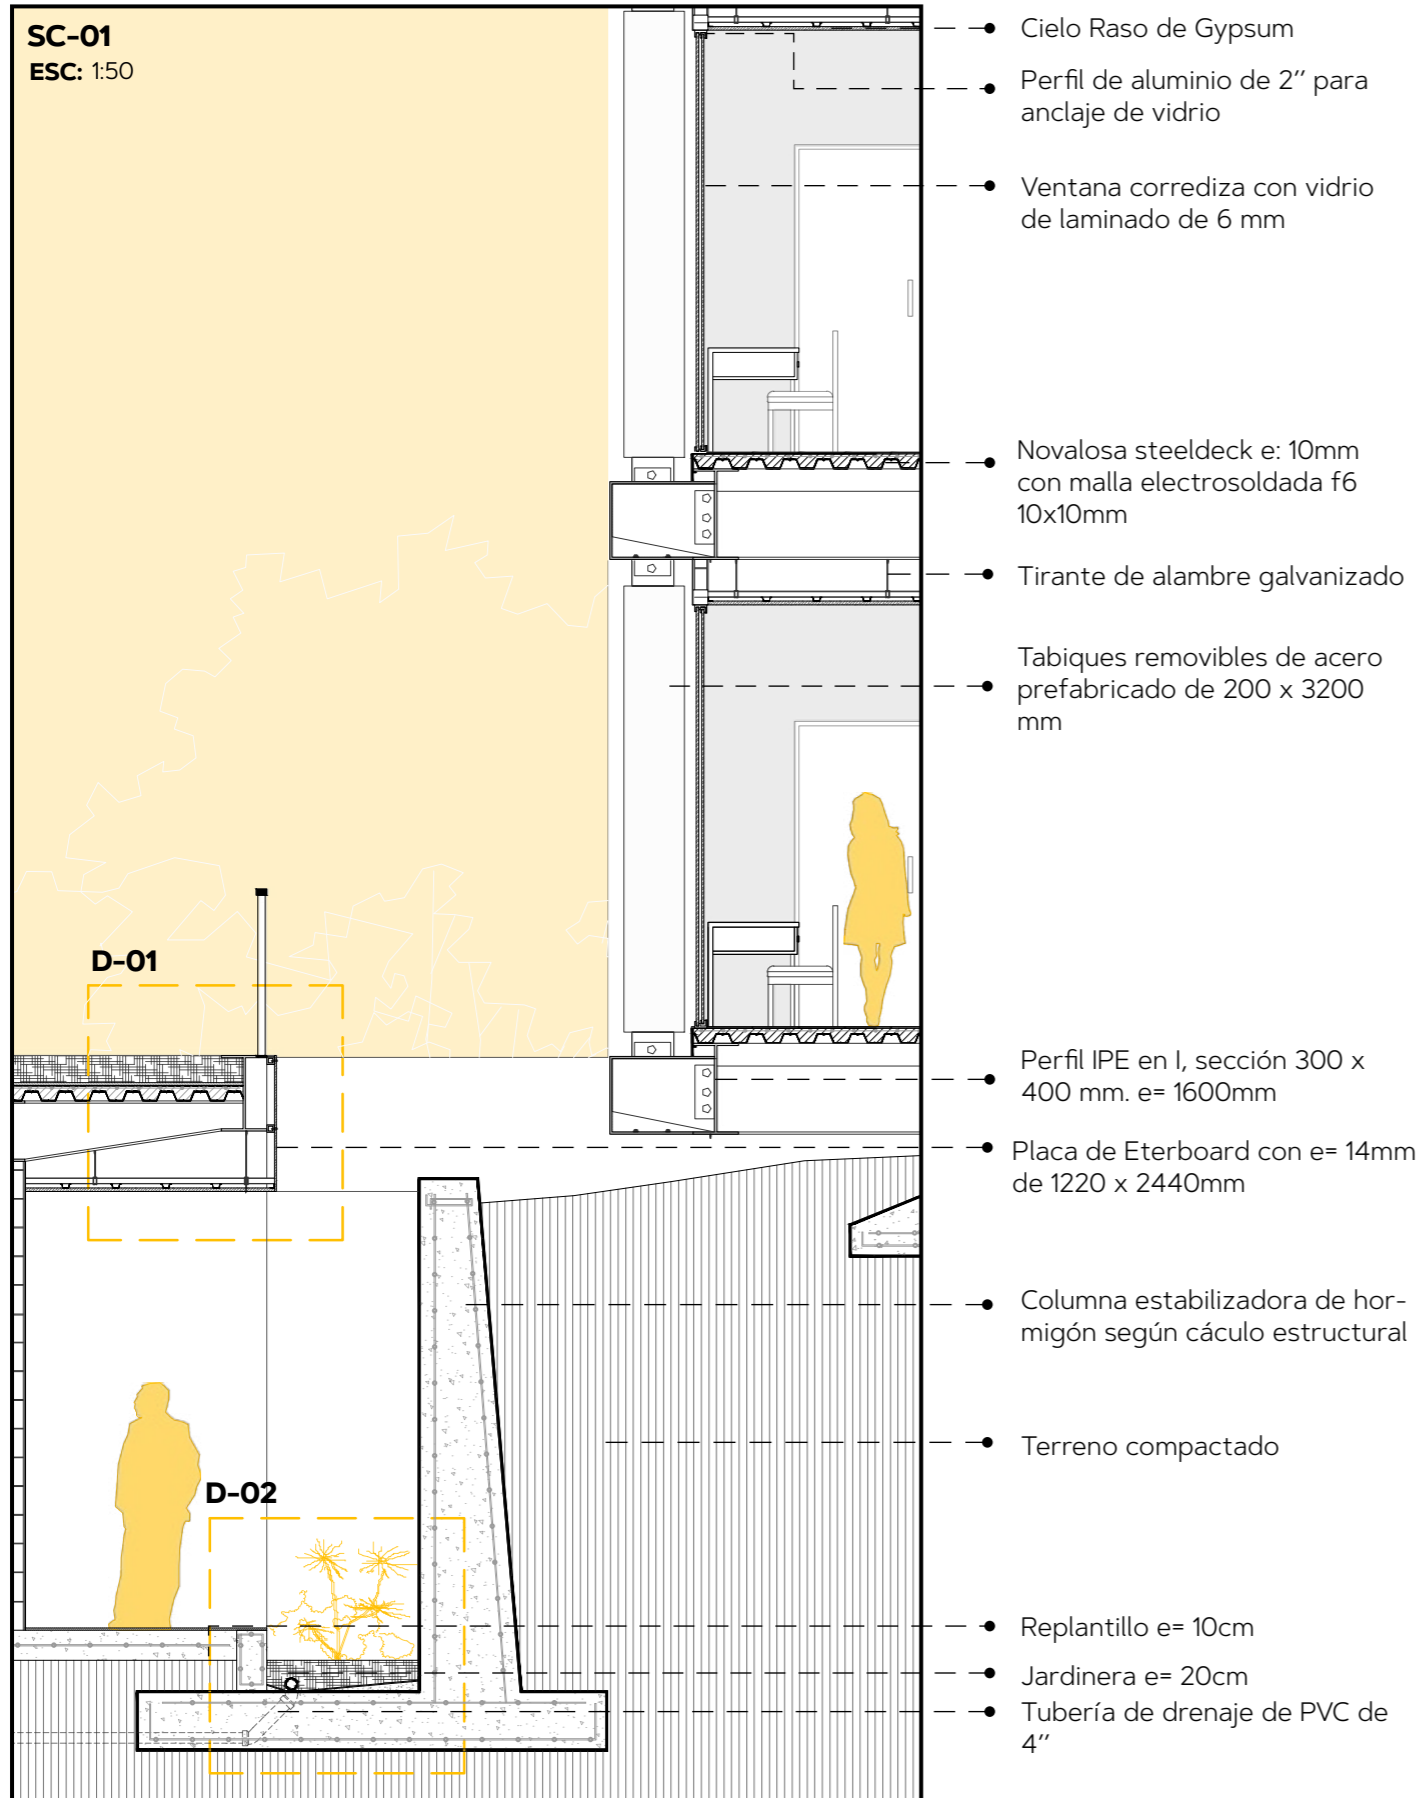 SC-01
ESC: 1:50
Cielo Raso de Gypsum
Perfil de aluminio de 2’’ para
anclaje de vidrio
Ventana corrediza con vidrio
de laminado de 6 mm
Novalosa steeldeck e: 10mm
con malla electrosoldada f6
10x10mm
Tirante de alambre galvanizado
Tabiques removibles de acero
prefabricado de 200 x 3200
mm
D-01
Perfil IPE en I, sección 300 x
400 mm. e= 1600mm
Placa de Eterboard con e= 14mm
de 1220 x 2440mm
Columna estabilizadora de hor-
migón según cáculo estructural
Terreno compactado
D-02
Replantillo e= 10cm
Jardinera e= 20cm
Tubería de drenaje de PVC de
4’’